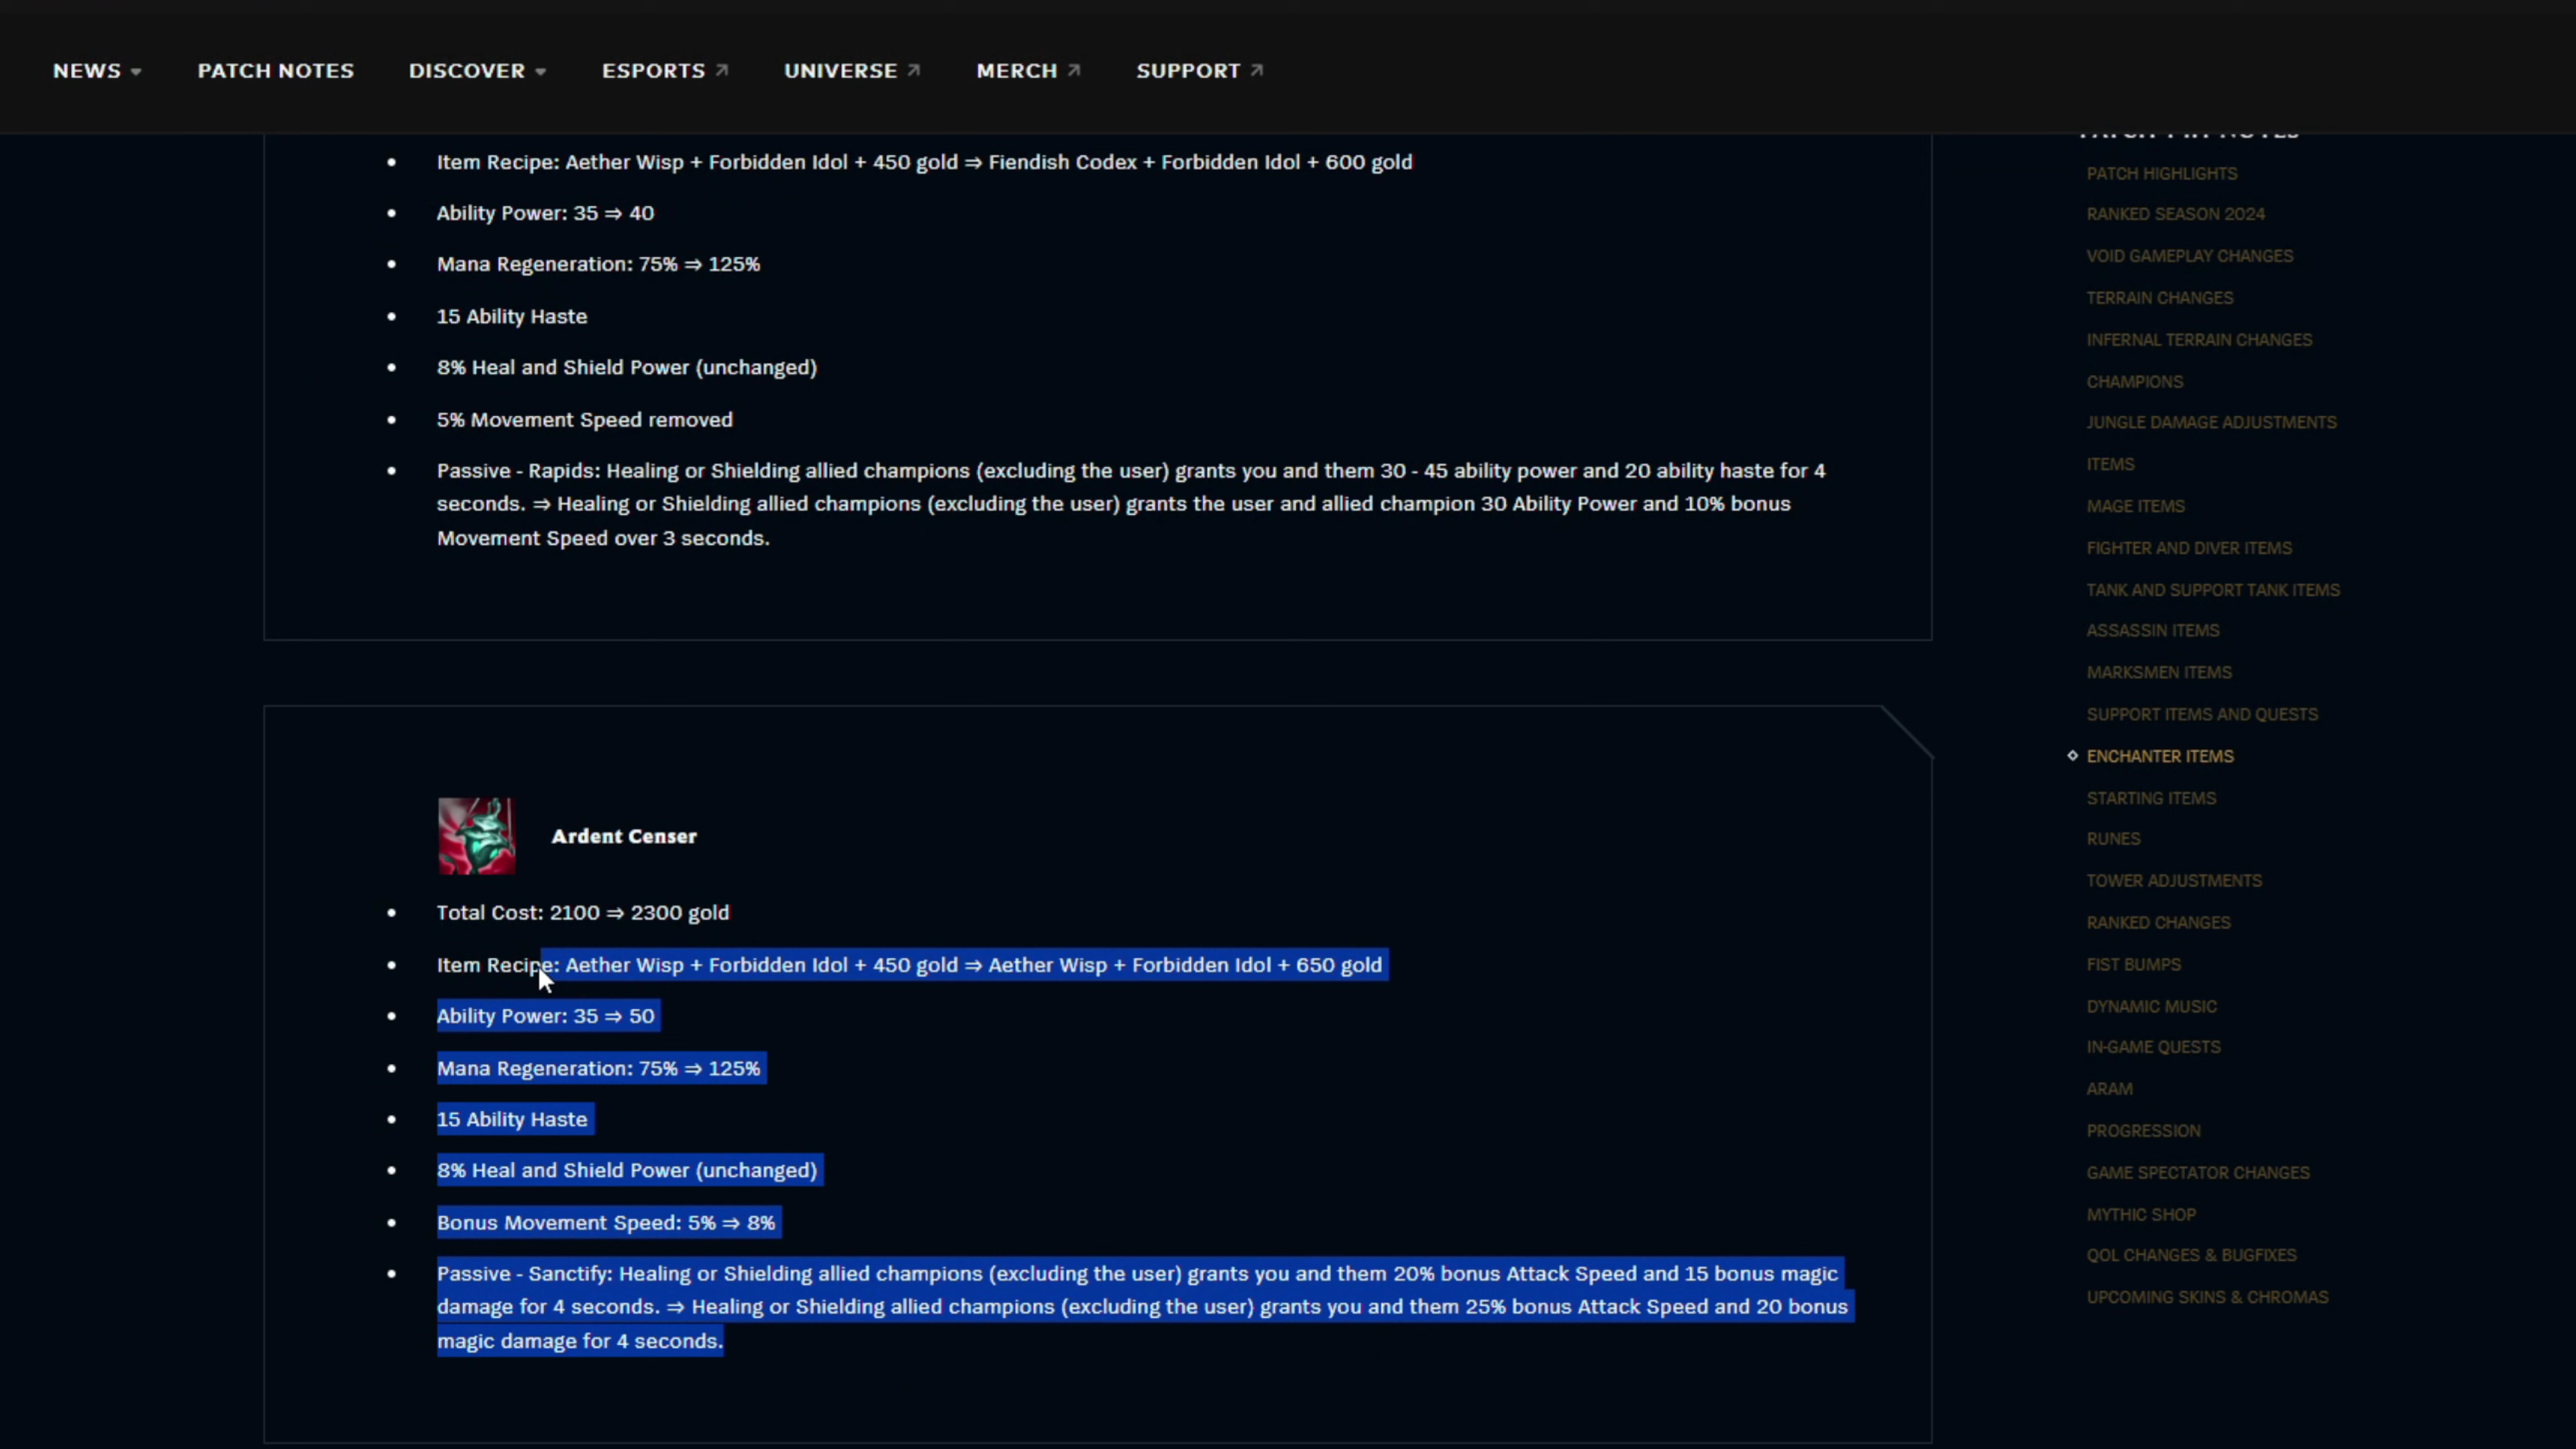 NEWS
PATCH NOTES
DISCOVER
ESPORTS
UNIVERSE
MERCH
SUPPORT
Item Recipe: Aether Wisp + Forbidden Idol + 450 gold ⇒ Fiendish Codex + Forbidden Idol + 600 gold
Ability Power: 35 ⇒ 40
Mana Regeneration: 75% ⇒ 125%
15 Ability Haste
8% Heal and Shield Power (unchanged)
5% Movement Speed removed
Passive - Rapids: Healing or Shielding allied champions (excluding the user) grants you and them 30 - 45 ability power and 20 ability haste for 4
seconds. ⇒ Healing or Shielding allied champions (excluding the user) grants the user and allied champion 30 Ability Power and 10% bonus
Movement Speed over 3 seconds.
Ardent Censer
Total Cost: 2100 ⇒ 2300 gold
Item Recipe: Aether Wisp + Forbidden Idol + 450 gold ⇒ Aether Wisp + Forbidden Idol + 650 gold
Ability Power: 35 ⇒ 50
Mana Regeneration: 75% ⇒ 125%
15 Ability Haste
8% Heal and Shield Power (unchanged)
Bonus Movement Speed: 5% ⇒ 8%
Passive - Sanctify: Healing or Shielding allied champions (excluding the user) grants you and them 20% bonus Attack Speed and 15 bonus magic
damage for 4 seconds. ⇒ Healing or Shielding allied champions (excluding the user) grants you and them 25% bonus Attack Speed and 20 bonus
magic damage for 4 seconds.
NOTES
PATCH HIGHLIGHTS
RANKED SEASON 2024
VOID GAMEPLAY CHANGES
TERRAIN CHANGES
INFERNAL TERRAIN CHANGES
CHAMPIONS
JUNGLE DAMAGE ADJUSTMENTS
ITEMS
MAGE ITEMS
FIGHTER AND DIVER ITEMS
TANK AND SUPPORT TANK ITEMS
ASSASSIN ITEMS
MARKSMEN ITEMS
SUPPORT ITEMS AND QUESTS
ENCHANTER ITEMS
STARTING ITEMS
RUNES
TOWER ADJUSTMENTS
RANKED CHANGES
FIST BUMPS
DYNAMIC MUSIC
IN-GAME QUESTS
ARAM
PROGRESSION
GAME SPECTATOR CHANGES
MYTHIC SHOP
QOL CHANGES & BUGFIXES
UPCOMING SKINS & CHROMAS